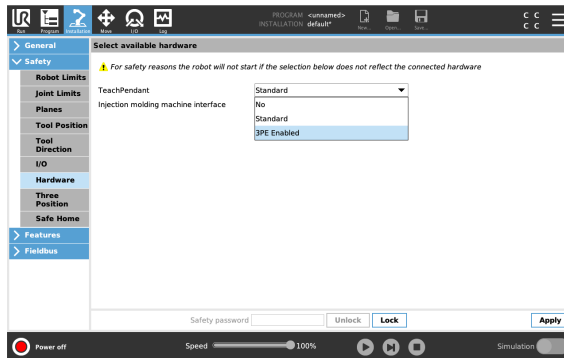 PROGRAM <unnamed>
INSTALLATION default*
UR
Run
Program
Installation
Move
I/O
Log
New...
Open...
Save...
C C
C C
General
Select available hardware
Safety
Robot Limits
For safety reasons the robot will not start if the selection below does not reflect the connected hardware
Joint Limits
TeachPendant
Standard
Planes
Injection molding machine interface
No
Standard
3PE Enabled
Tool Position
Tool
Direction
I/O
Hardware
Three
Position
Safe Home
Features
Fieldbus
Safety password
Unlock
Lock
Apply
Power off
Speed
100%
Simulation